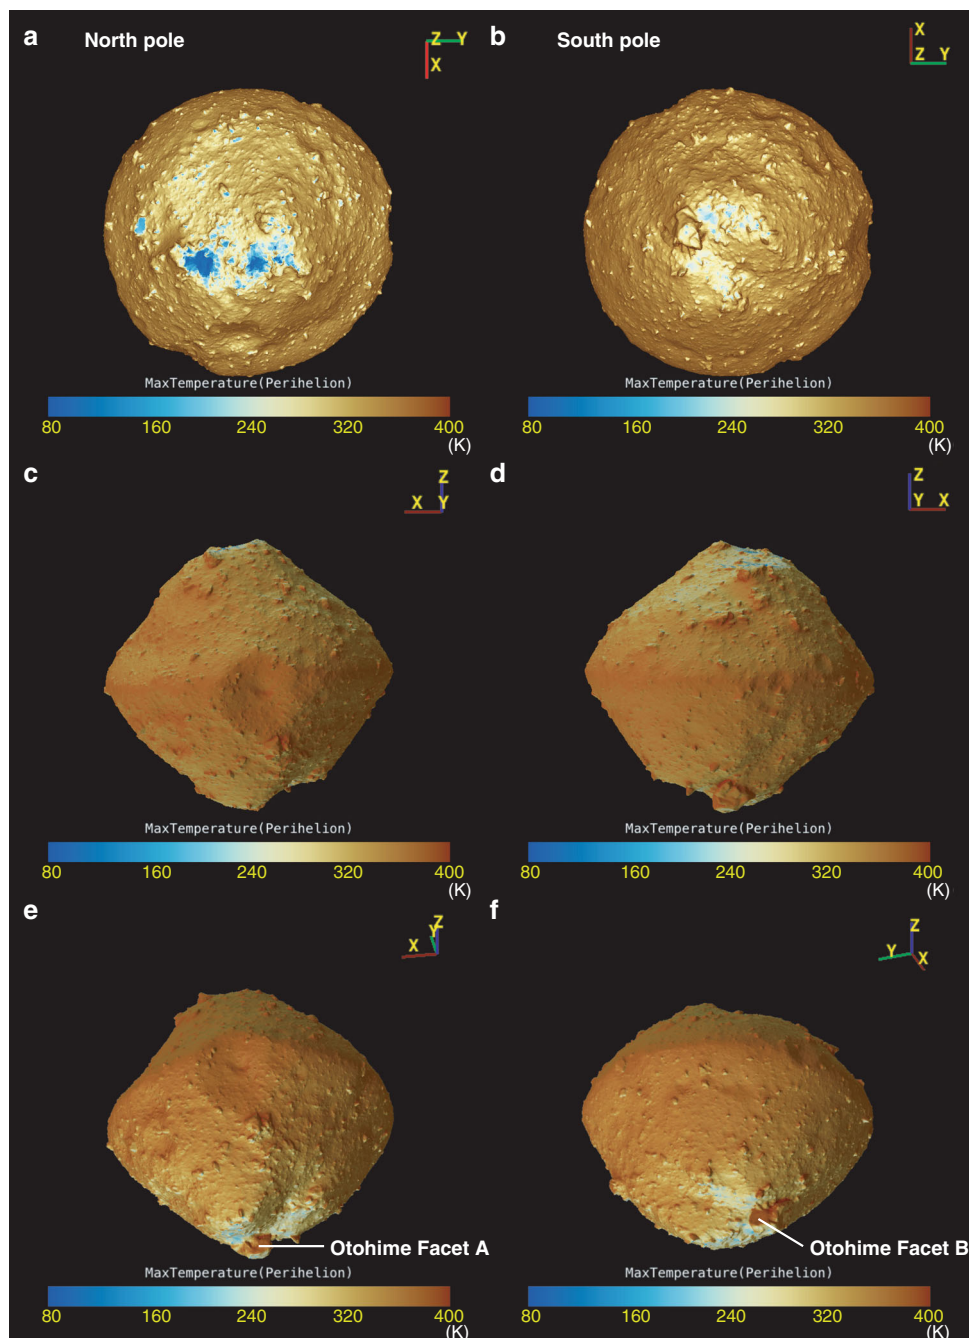 a North pole Z Y
X
b South pole X
Z Y
MaxTemperature(Perihelion)
80 160 240 320 400
(K)
MaxTemperature(Perihelion)
80 160 240 320 400
(K)
c Z
X Y
d Z
Y X
MaxTemperature(Perihelion)
80 160 240 320 400
(K)
MaxTemperature(Perihelion)
80 160 240 320 400
(K)
e Z
Y
X
f Z
Y X
Otohime Facet A
Otohime Facet B
MaxTemperature(Perihelion)
80 160 240 320 400
(K)
MaxTemperature(Perihelion)
80 160 240 320 400
(K)